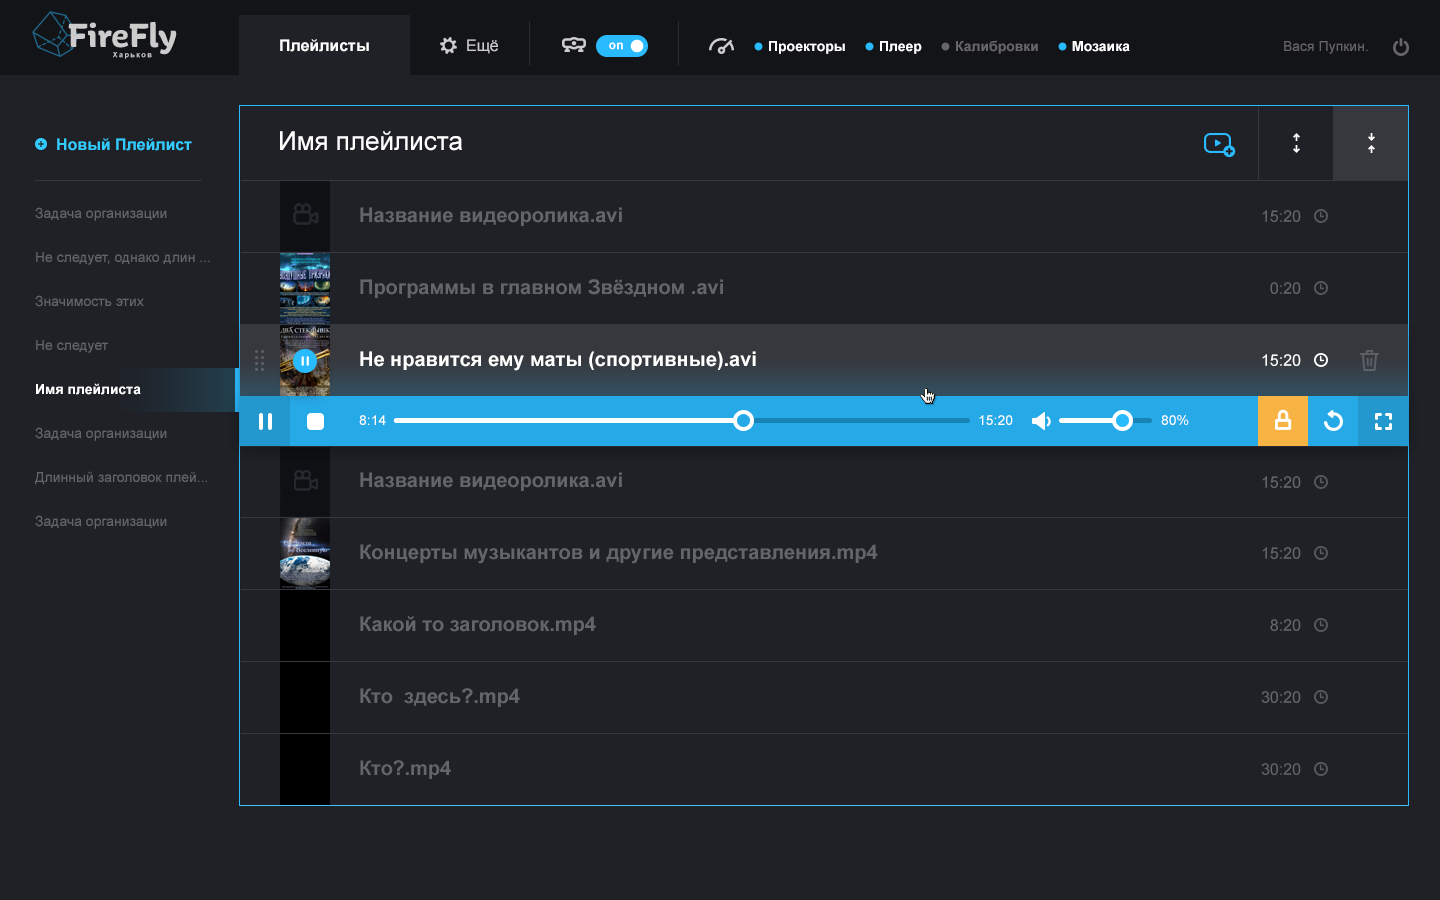 FireFly
Харьков
Плейлисты
Ещё
on
Проекторы
Плеер
Калибровки
Мозаика
Вася Пупкин.
Новый Плейлист
Задача организации
Не следует, однако длин ...
Значимость этих
Не следует
Имя плейлиста
Задача организации
Длинный заголовок плей...
Задача организации
Имя плейлиста
Название видеоролика.avi 15:20
Программы в главном Звёздном .avi 0:20
Не нравится ему маты (спортивные).avi 15:20
8:14 15:20 80%
Название видеоролика.avi 15:20
Концерты музыкантов и другие представления.mp4 15:20
Какой то заголовок.mp4 8:20
Кто здесь?.mp4 30:20
Кто?.mp4 30:20